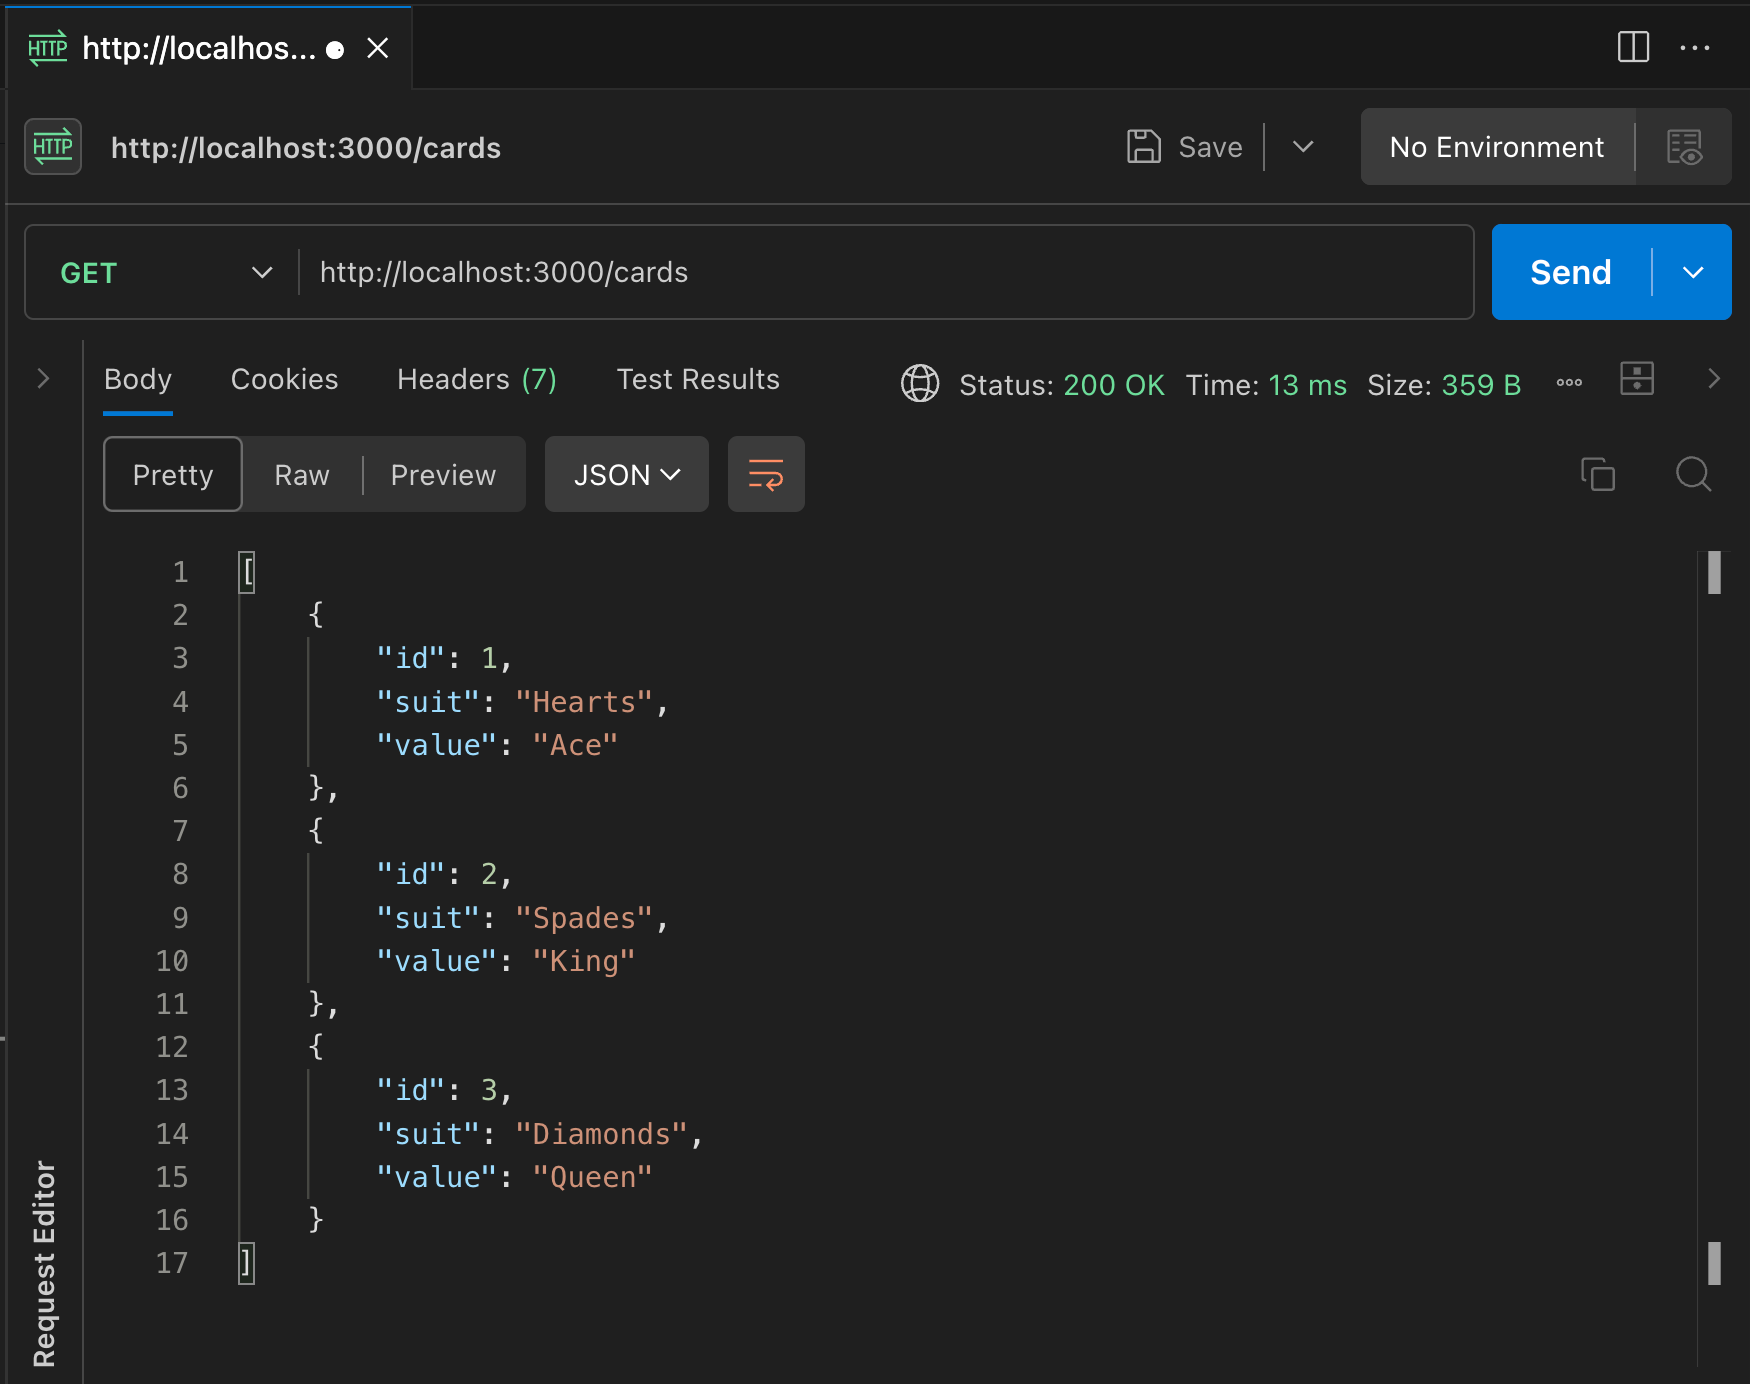 HTTP http://localhos...
HTTP http://localhost:3000/cards Save No Environment
GET http://localhost:3000/cards Send
Body Cookies Headers (7) Test Results Status: 200 OK Time: 13 ms Size: 359 B
Pretty Raw Preview JSON
1 [
2 {
3 "id": 1,
4 "suit": "Hearts",
5 "value": "Ace"
6 },
7 {
8 "id": 2,
9 "suit": "Spades",
10 "value": "King"
11 },
12 {
13 "id": 3,
14 "suit": "Diamonds",
15 "value": "Queen"
16 }
17 ]
Request Editor